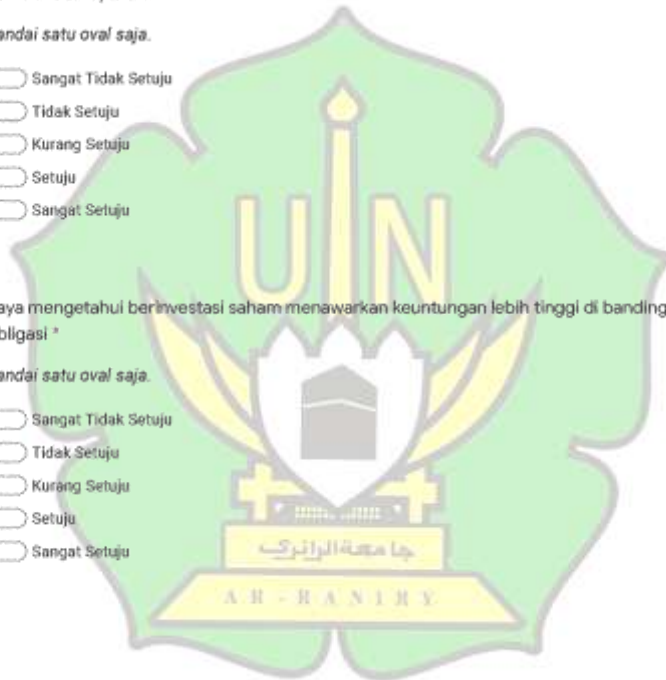 andai satu oval saja.
Sangat Tidak Setuju
Tidak Setuju
Kurang Setuju
Setuju
Sangat Setuju
UIN
aya mengetahui berinvestasi saham menawarkan keuntungan lebih tinggi di banding
bligasi *
andai satu oval saja.
Sangat Tidak Setuju
Tidak Setuju
Kurang Setuju
Setuju
Sangat Setuju
جامعة الرانري
AR - RANIRY